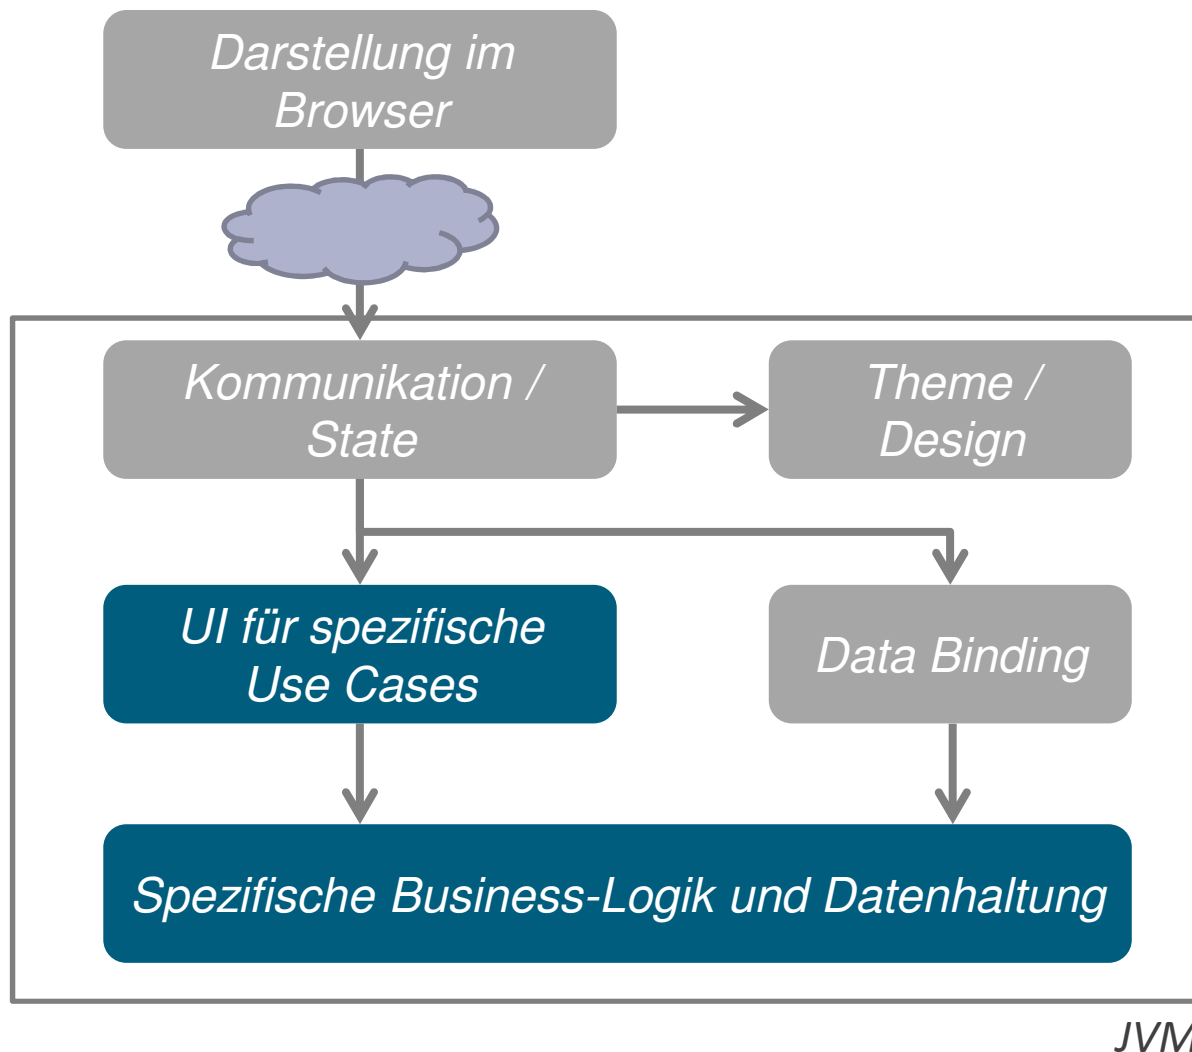 Darstellung im
Browser
Kommunikation /
State
Theme /
Design
UI für spezifische
Use Cases
Data Binding
Spezifische Business-Logik und Datenhaltung
JVM